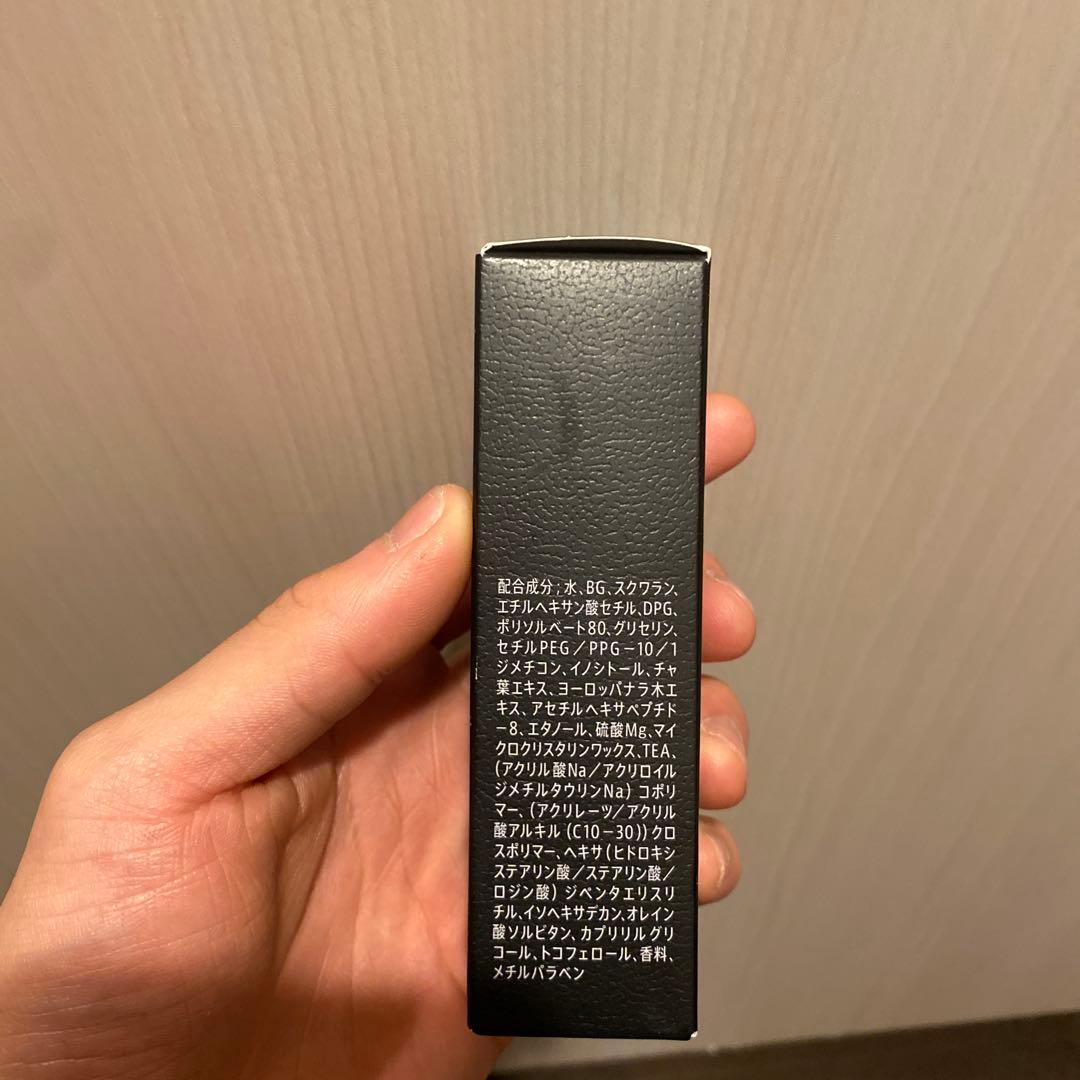 配合成分；水、BG、スクワラン、
エチルヘキサン酸セチル、DPG、
ポリソルベート80、グリセリン、
セチルPEG／PPG－10／1
ジメチコン、イノシトール、チャ
葉エキス、ヨーロッパナラ木エ
キス、アセチルヘキサペプチド
－8、エタノール、硫酸Mg、マイ
クロクリスタリンワックス、TEA、
(アクリル酸Na／アクリロイル
ジメチルタウリンNa) コポリ
マー、(アクリレーツ／アクリル
酸アルキル (C10－30)) クロ
スポリマー、ヘキサ (ヒドロキシ
ステアリン酸／ステアリン酸／
ロジン酸) ジペンタエリスリ
チル、イソヘキサデカン、オレイン
酸ソルビタン、カプリリルグリ
コール、トコフェロール、香料、
メチルパラベン